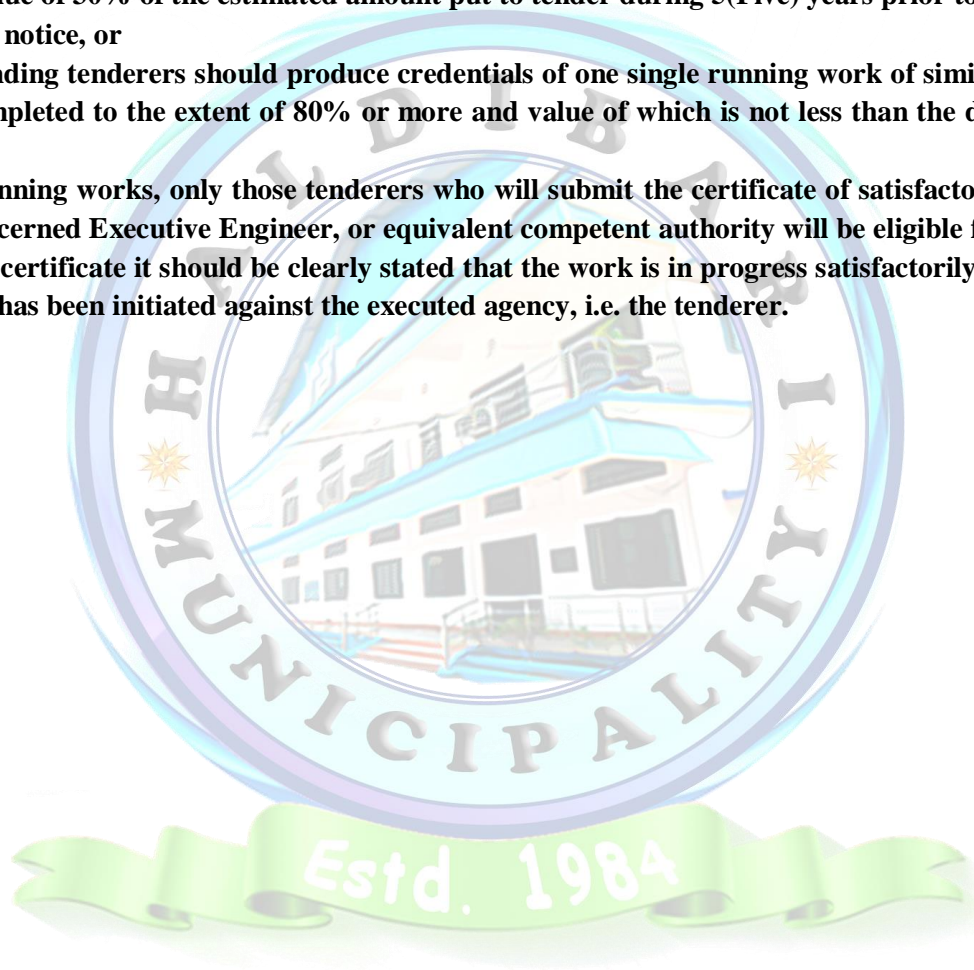 of 30% of the estimated amount put to tender during 5(Five) years prior to
notice, or
nding tenderers should produce credentials of one single running work of simi
mpleted to the extent of 80% or more and value of which is not less than the d
nning works, only those tenderers who will submit the certificate of satisfacto
cerned Executive Engineer, or equivalent competent authority will be eligible f
certificate it should be clearly stated that the work is in progress satisfactorily
has been initiated against the executed agency, i.e. the tenderer.
HALDIBARI
MUNICIPALITY
Estd. 1984